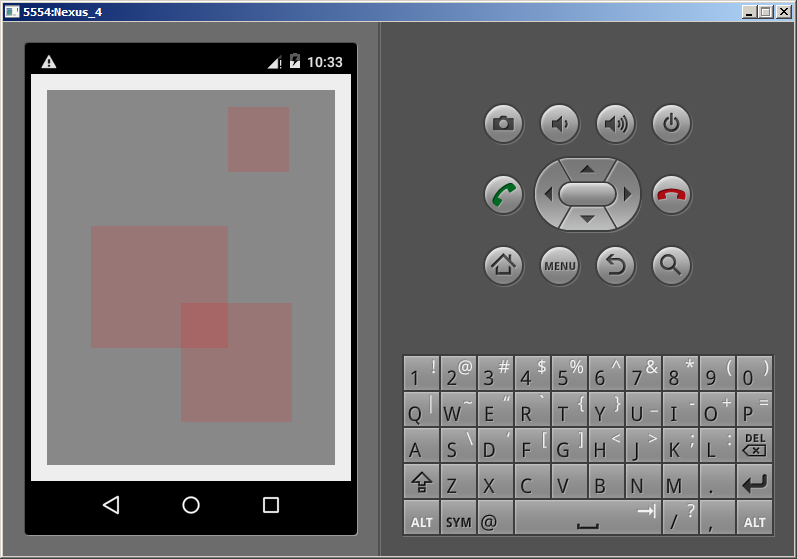 5554:Nexus_4
10:33
MENU
1 ! 2 @ 3 # 4 $ 5 % 6 ^ 7 & 8 * 9 ( 0 )
Q | W ~ E “ R ` T { Y } U _ I - O + P =
A S \ D ‘ F [ G ] H < J > K ; L : DEL
Z X C V B N M .
ALT SYM @ / ? , ALT